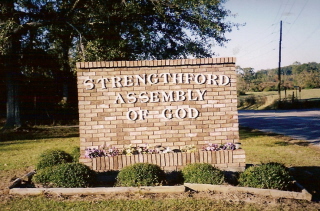 STRENGTHFORD
ASSEMBLY
OF GOD